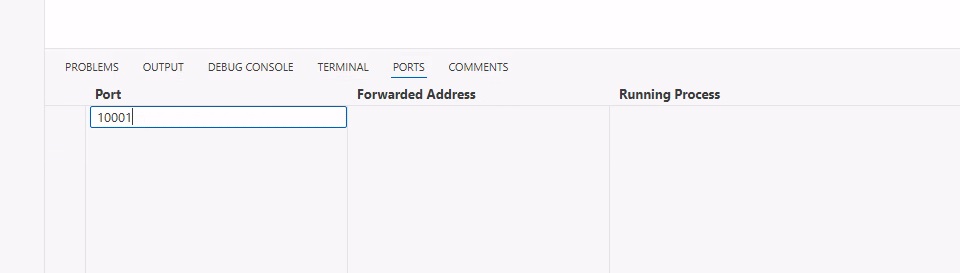 PROBLEMS OUTPUT DEBUG CONSOLE TERMINAL PORTS COMMENTS
Port Forwarded Address Running Process
10001